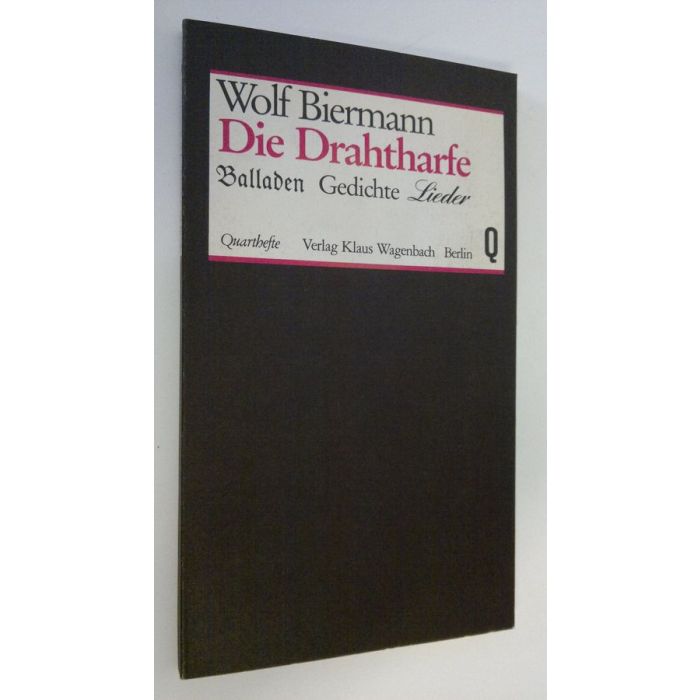 Wolf Biermann
Die Drahtharfe
Balladen Gedichte Lieder
Quarthefte Verlag Klaus Wagenbach Berlin Q